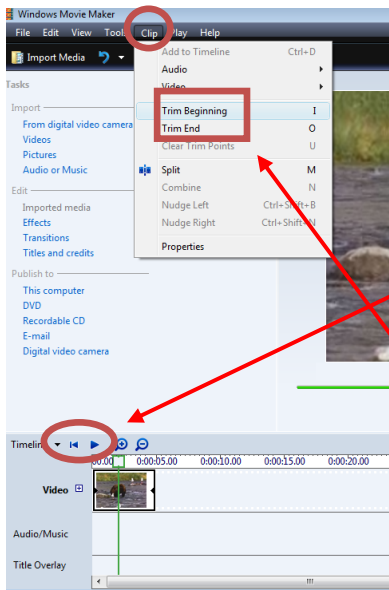 Windows Movie Maker
File Edit View Tool Clip Play Help
Import Media
Add to Timeline Ctrl+D
Audio
Video
Trim Beginning I
Trim End O
Clear Trim Points U
Split M
Combine N
Nudge Left Ctrl+Shift+B
Nudge Right Ctrl+Shift+N
Properties
Tasks
Import
From digital video camera
Videos
Pictures
Audio or Music
Edit
Imported media
Effects
Transitions
Titles and credits
Publish to
This computer
DVD
Recordable CD
E-mail
Digital video camera
Timeline
00.00 0:00:05.00 0:00:10.00 0:00:15.00 0:00:20.00
Video
Audio/Music
Title Overlay